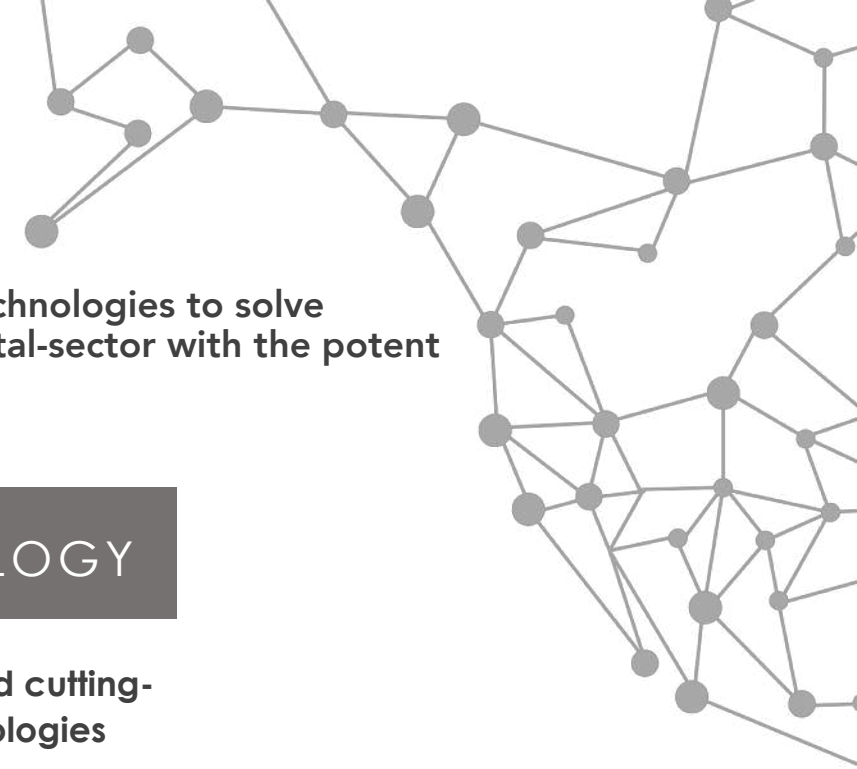 chnologies to solve
tal-sector with the potent
LOGY
d cutting-
ologies